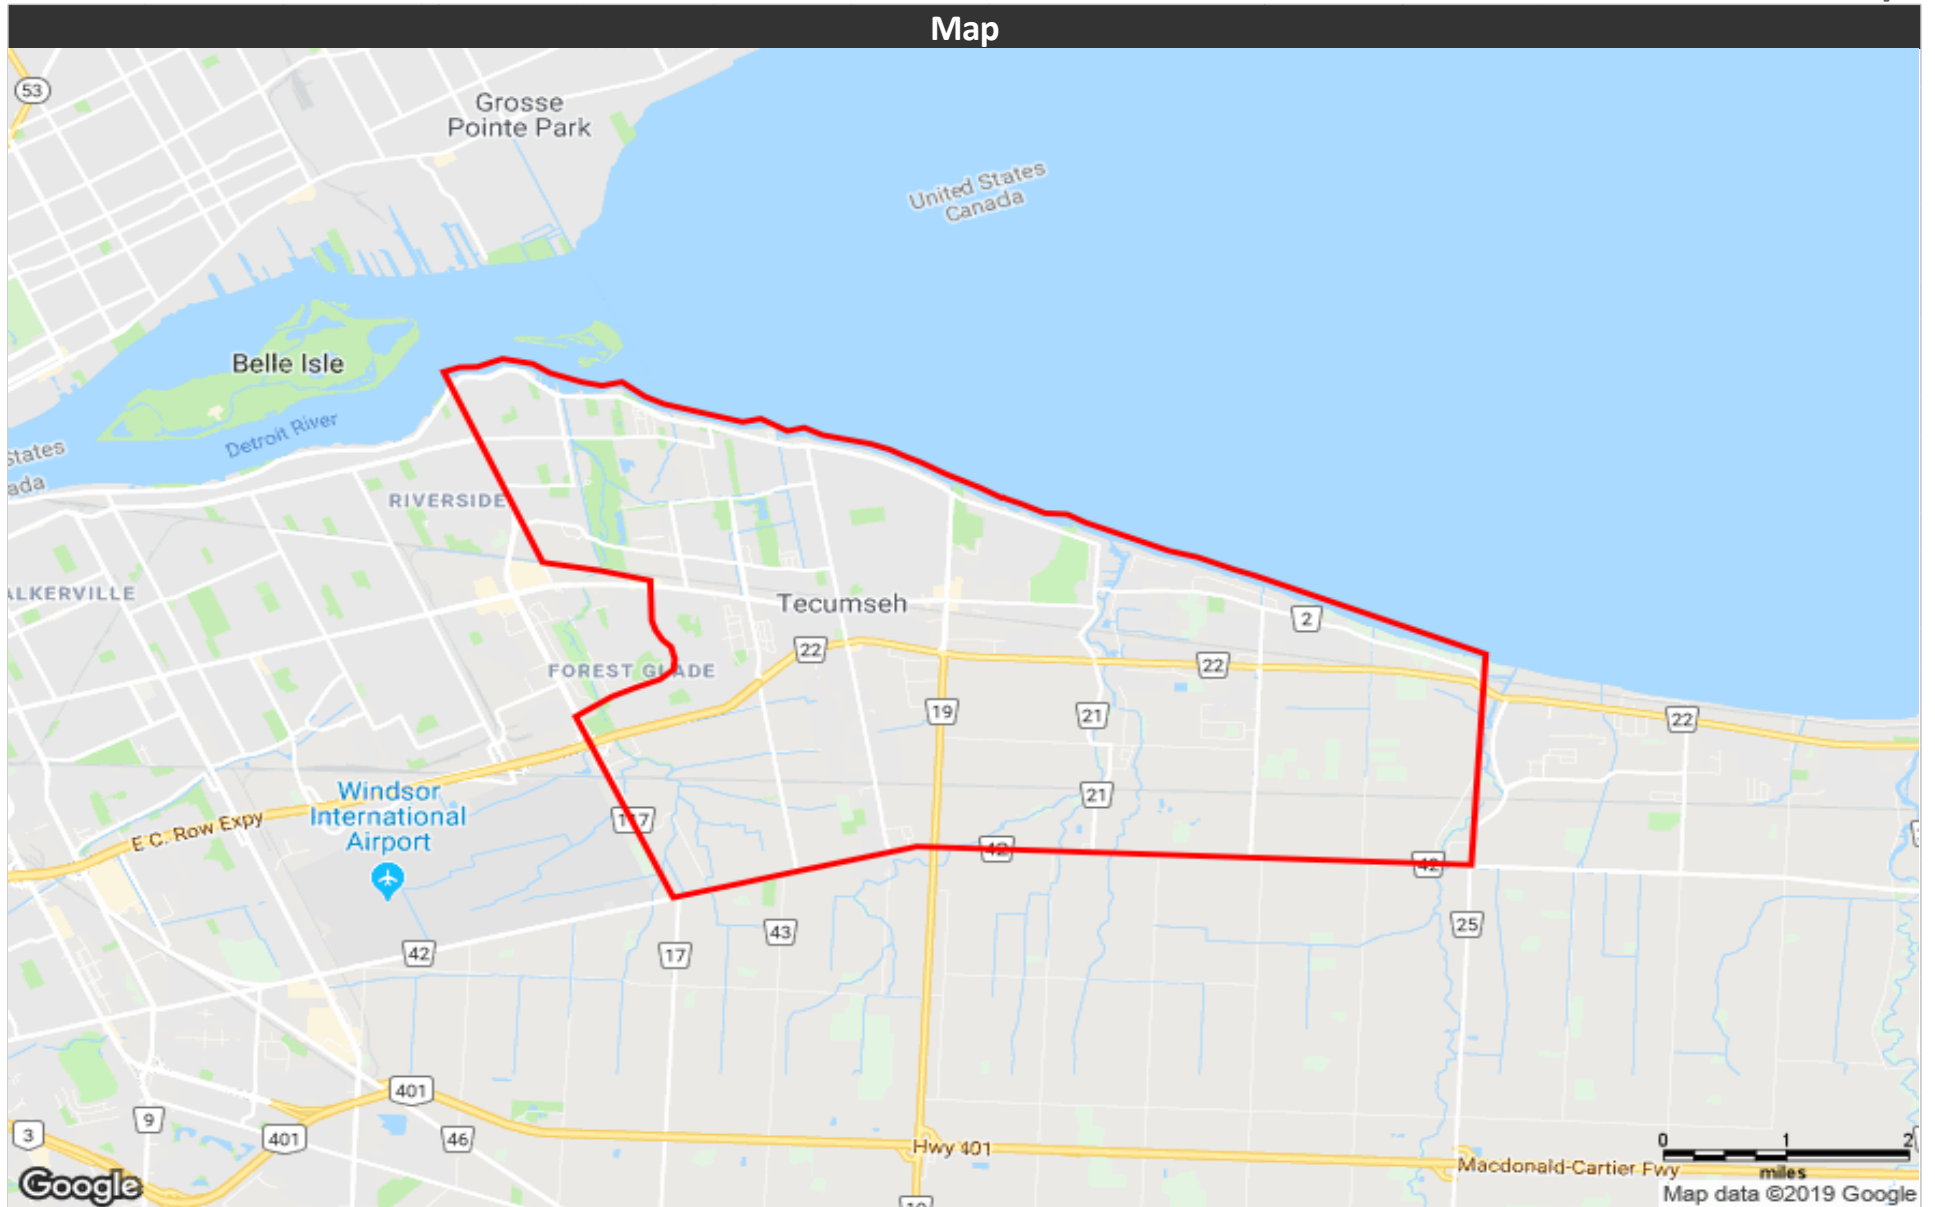 Map
53
Grosse
Pointe Park
United States
Canada
Belle Isle
Detroit River
States
ada
RIVERSIDE
ALKERVILLE
Tecumseh
2
22
22
FOREST GLADE
19
21
22
Windsor
International
Airport
21
E C. Row Expy
117
42
42
25
43
42
17
401
9
3
401
46
Hwy 401
0 1 2
miles
Macdonald-Cartier Fwy
Google
Map data ©2019 Google